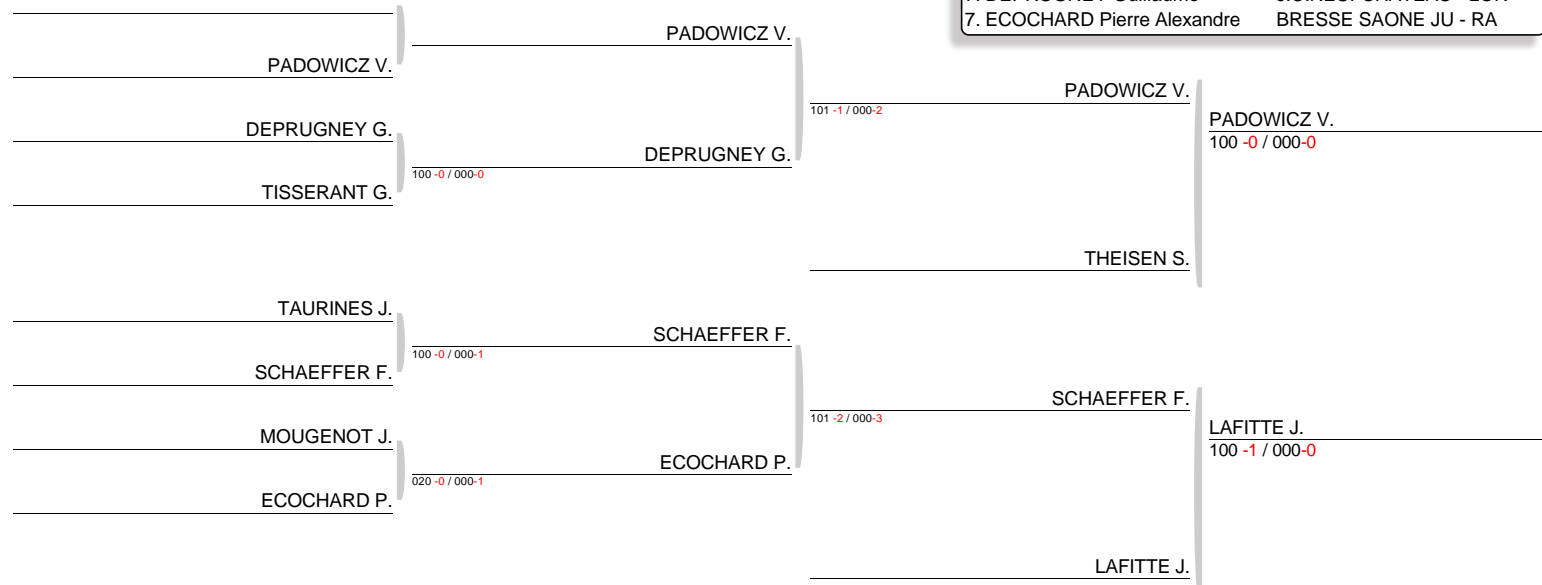 7. ECOCHARD Pierre Alexandre BRESSE SAONE JU - RA
PADOWICZ V.
PADOWICZ V.
PADOWICZ V.
101 -1 / 000-2
PADOWICZ V.
100 -0 / 000-0
DEPRUGNEY G.
DEPRUGNEY G.
100 -0 / 000-0
TISSERANT G.
THEISEN S.
TAURINES J.
SCHAEFFER F.
100 -0 / 000-1
SCHAEFFER F.
SCHAEFFER F.
101 -2 / 000-3
LAFITTE J.
100 -1 / 000-0
MOUGENOT J.
ECOCHARD P.
020 -0 / 000-1
ECOCHARD P.
LAFITTE J.